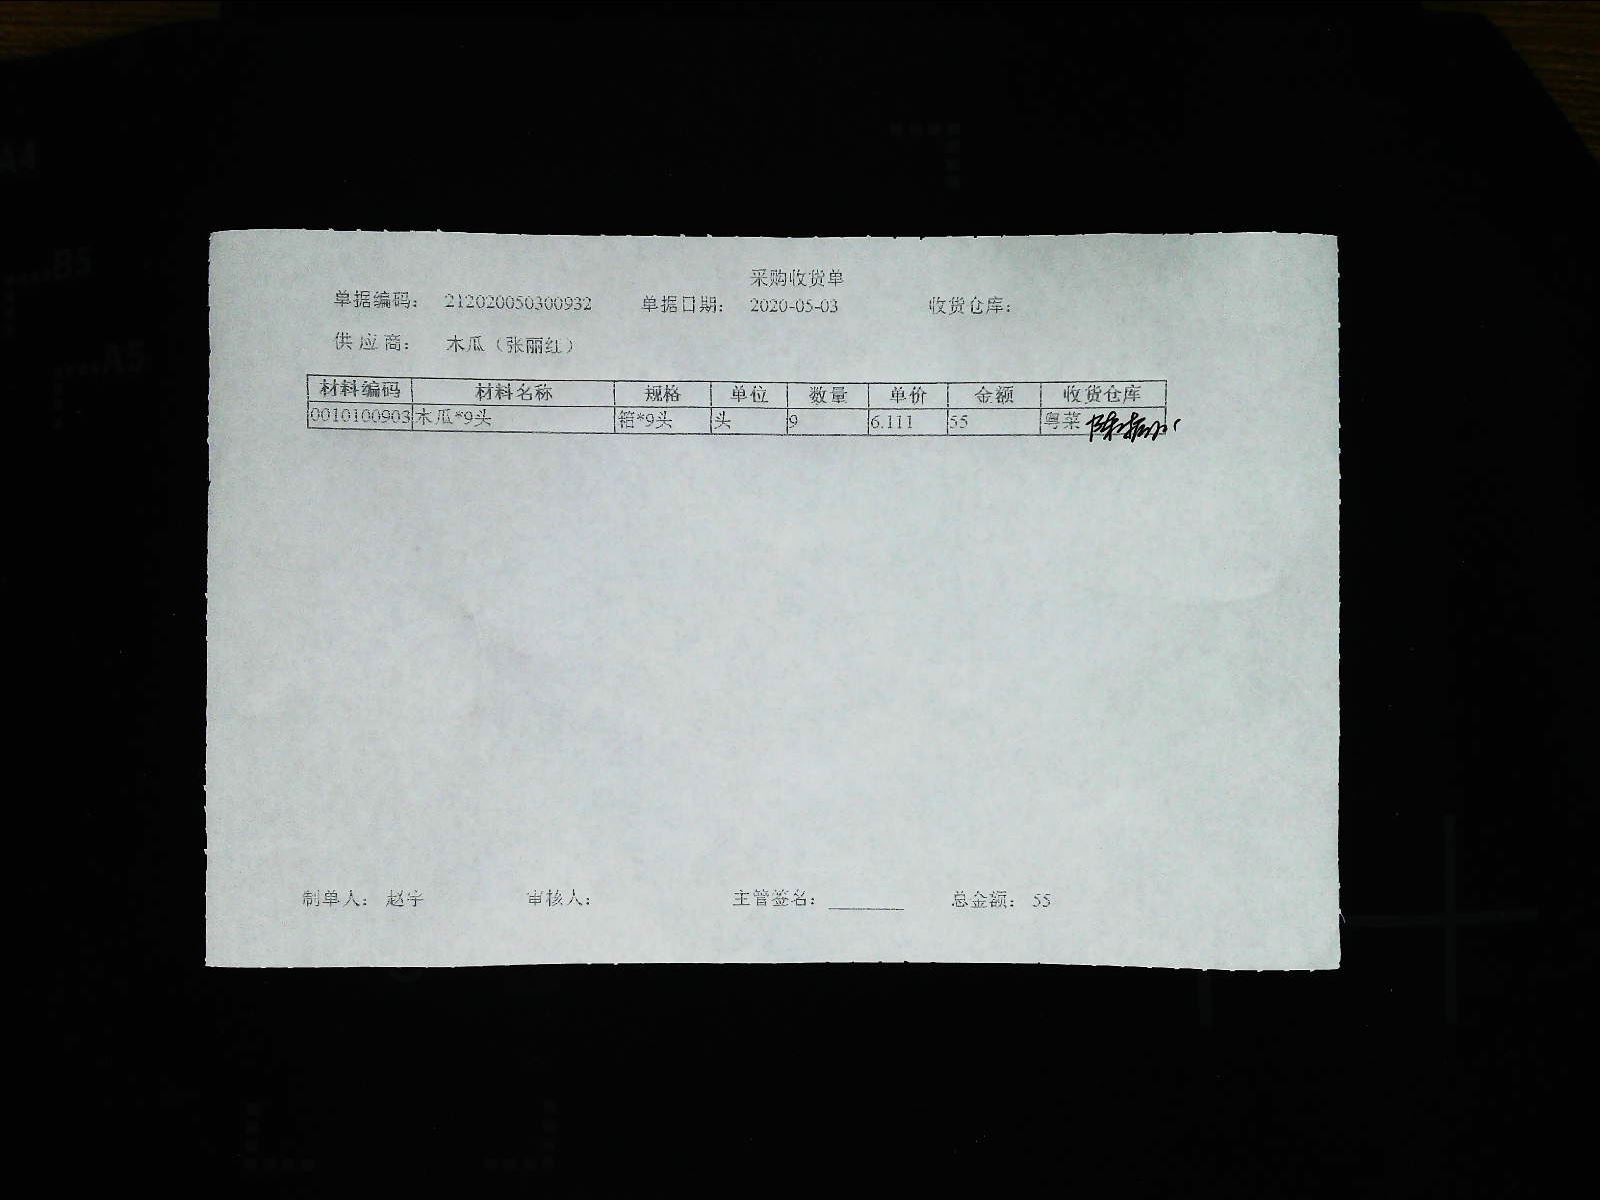 采购收货单
单据编码: 212020050300932 单据日期: 2020-05-03 收货仓库:
供应商: 木瓜（张丽红）
材料编码 材料名称 规格 单位 数量 单价 金额 收货仓库
0010100903 木瓜*9头 箱*9头 头 9 6.111 55 粤菜
制单人: 赵宇 审核人: 主管签名: 总金额: 55
A4
B5
A5